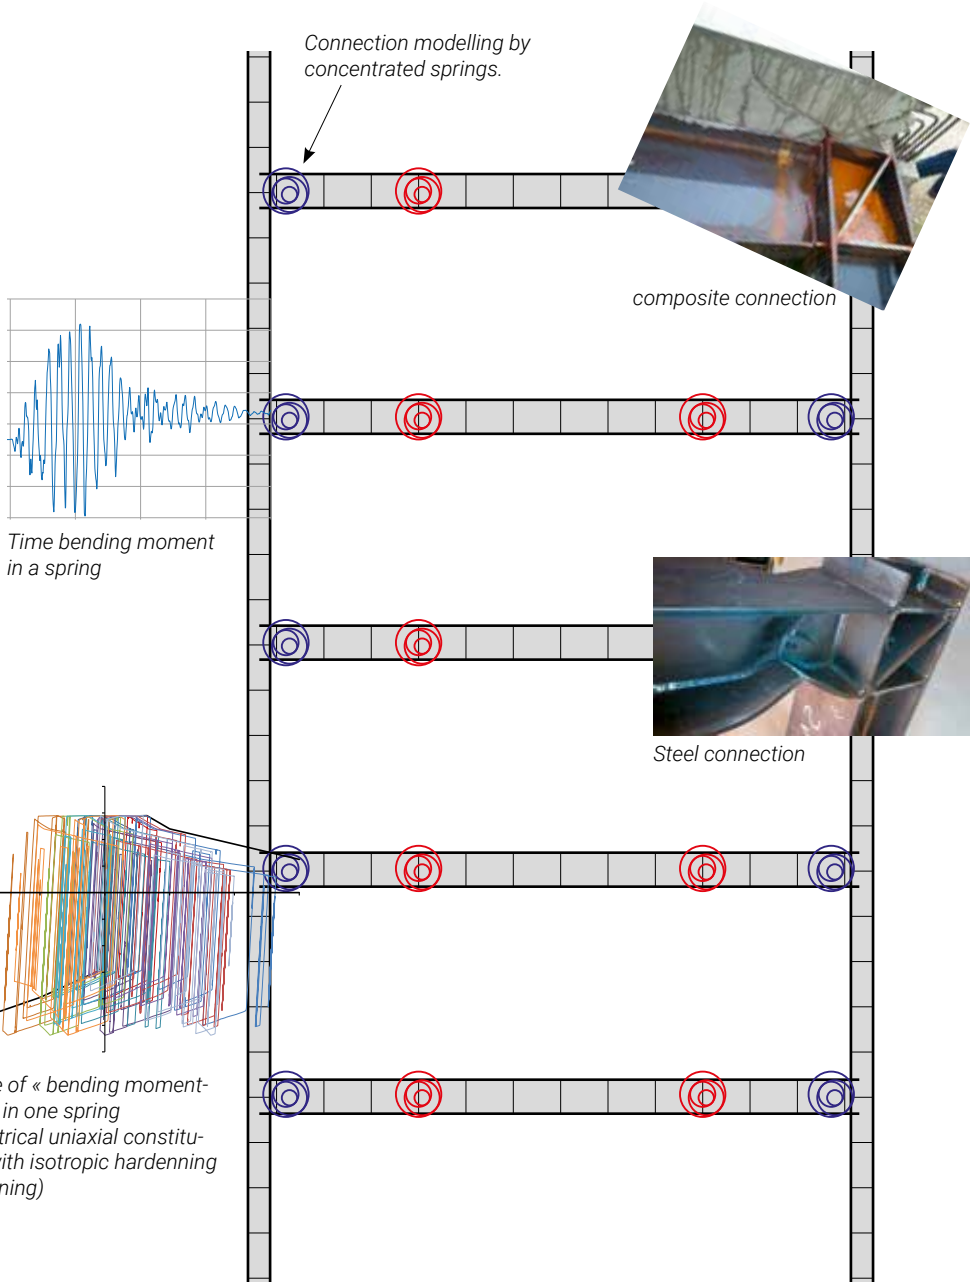 Connection modelling by
concentrated springs.
composite connection
Time bending moment
in a spring
Steel connection
e of « bending moment-
in one spring
trical uniaxial constitu-
with isotropic hardenning
ning)